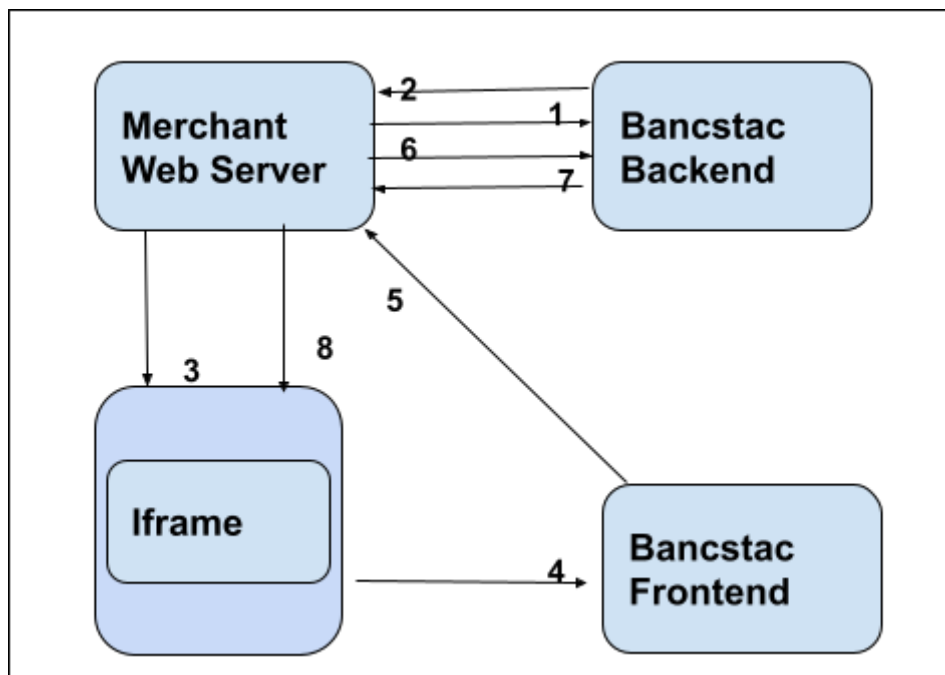 2
1
Merchant
Web Server
Bancstac
Backend
6
7
5
3
8
Iframe
4
Bancstac
Frontend